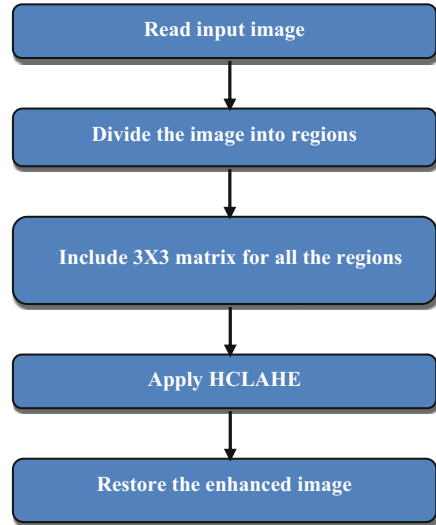 Read input image
Divide the image into regions
Include 3X3 matrix for all the regions
Apply HCLAHE
Restore the enhanced image